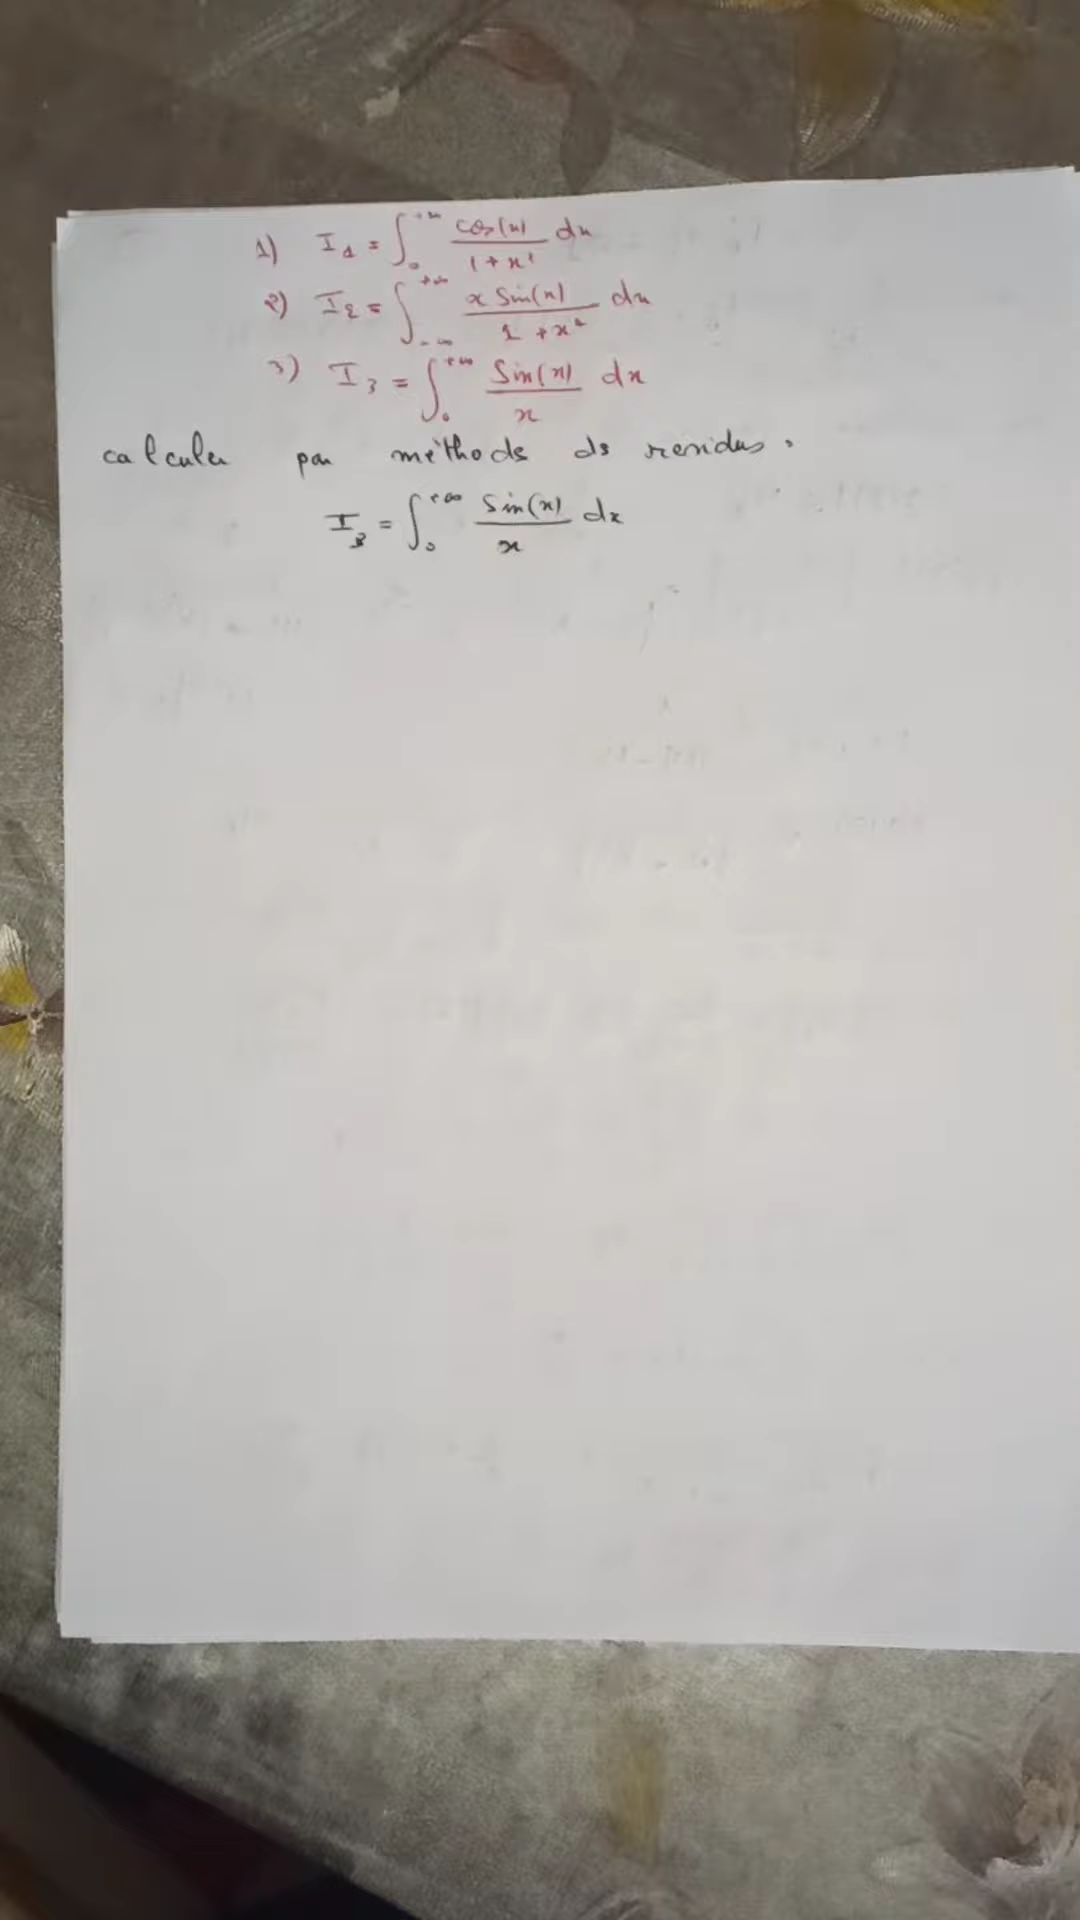 1) I₁ = ∫₀^{+∞} cos(x)/(1+x²) dx
2) I₂ = ∫_{-∞}^{+∞} x sin(x)/(1+x²) dx
3) I₃ = ∫₀^{+∞} sin(x)/x dx
calculer par méthode de residus.
I₃ = ∫₀^{+∞} sin(x)/x dx